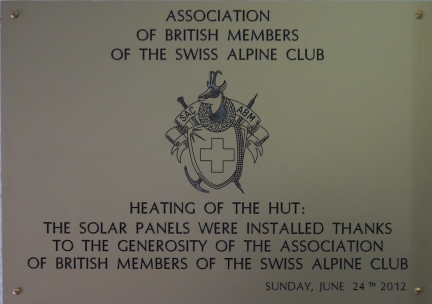 ASSOCIATION
OF BRITISH MEMBERS
OF THE SWISS ALPINE CLUB
SAC ABM
HEATING OF THE HUT:
THE SOLAR PANELS WERE INSTALLED THANKS
TO THE GENEROSITY OF THE ASSOCIATION
OF BRITISH MEMBERS OF THE SWISS ALPINE CLUB
SUNDAY, JUNE 24 TH 2012